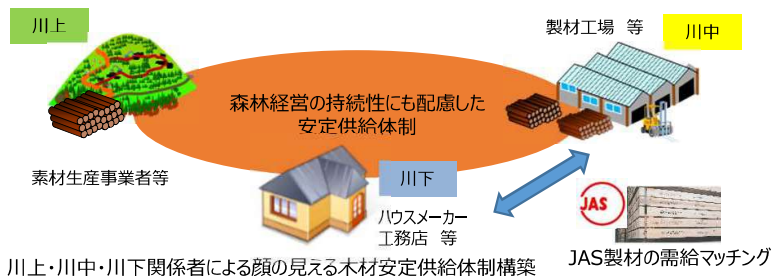 川上
製材工場 等
川中
森林経営の持続性にも配慮した
安定供給体制
素材生産事業者等
川下
ハウスメーカー
工務店 等
JAS
JAS製材の需給マッチング
川上・川中・川下関係者による顔の見える木材安定供給体制構築